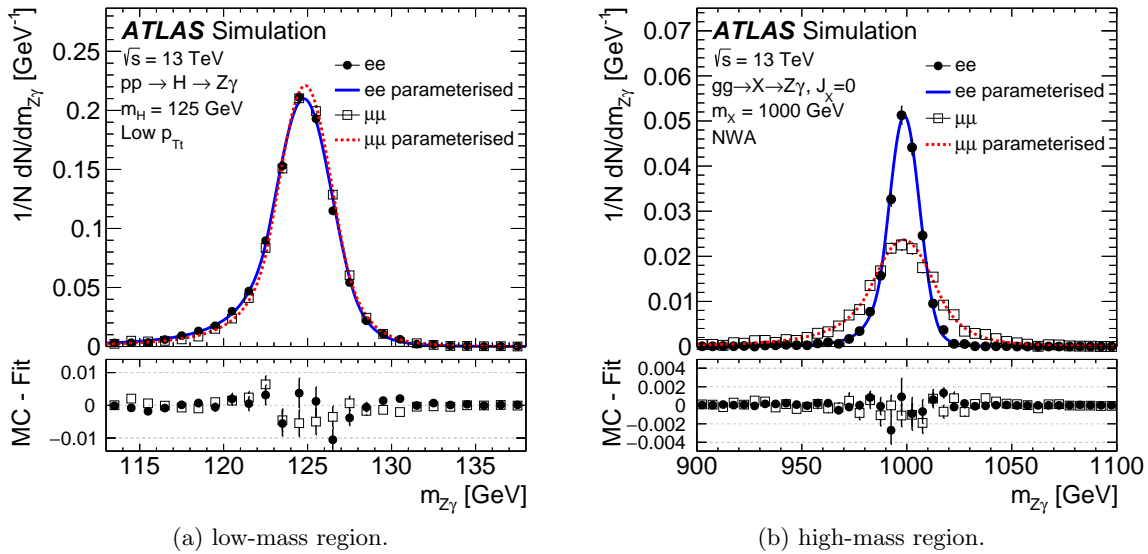 ATLAS Simulation
√s = 13 TeV
pp → H → Zγ
m_H = 125 GeV
Low p_Tt
ee
ee parameterised
μμ
μμ parameterised
1/N dN/dm_Zγ [GeV⁻¹]
0.25
0.2
0.15
0.1
0.05
0
MC - Fit
0.01
0
−0.01
115 120 125 130 135
m_Zγ [GeV]
(a) low-mass region.
ATLAS Simulation
√s = 13 TeV
gg→X→Zγ, J_X=0
m_X = 1000 GeV
NWA
ee
ee parameterised
μμ
μμ parameterised
1/N dN/dm_Zγ [GeV⁻¹]
0.07
0.06
0.05
0.04
0.03
0.02
0.01
0
MC - Fit
0.004
0.002
0
−0.002
−0.004
900 950 1000 1050 1100
m_Zγ [GeV]
(b) high-mass region.